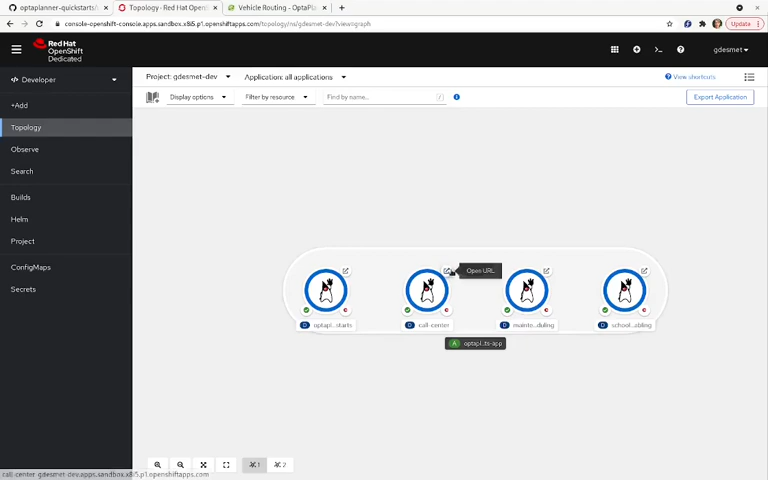 optaplanner-quickstarts/
Topology · Red Hat OpenS
Vehicle Routing - OptaPla
console-openshift-console.apps.sandbox.x8i5.p1.openshiftapps.com/topology/ns/gdesmet-dev?view=graph
Update
Red Hat
OpenShift
Dedicated
gdesmet
Developer
Project: gdesmet-dev
Application: all applications
View shortcuts
+Add
Display options
Filter by resource
Find by name...
/
Export Application
Topology
Observe
Search
Builds
Helm
Project
ConfigMaps
Secrets
Open URL
D optapl...starts
D call-center
D mainte...duling
D school...abling
A optapl...ts-app
1
2
call-center-gdesmet-dev.apps.sandbox.x8i5.p1.openshiftapps.com